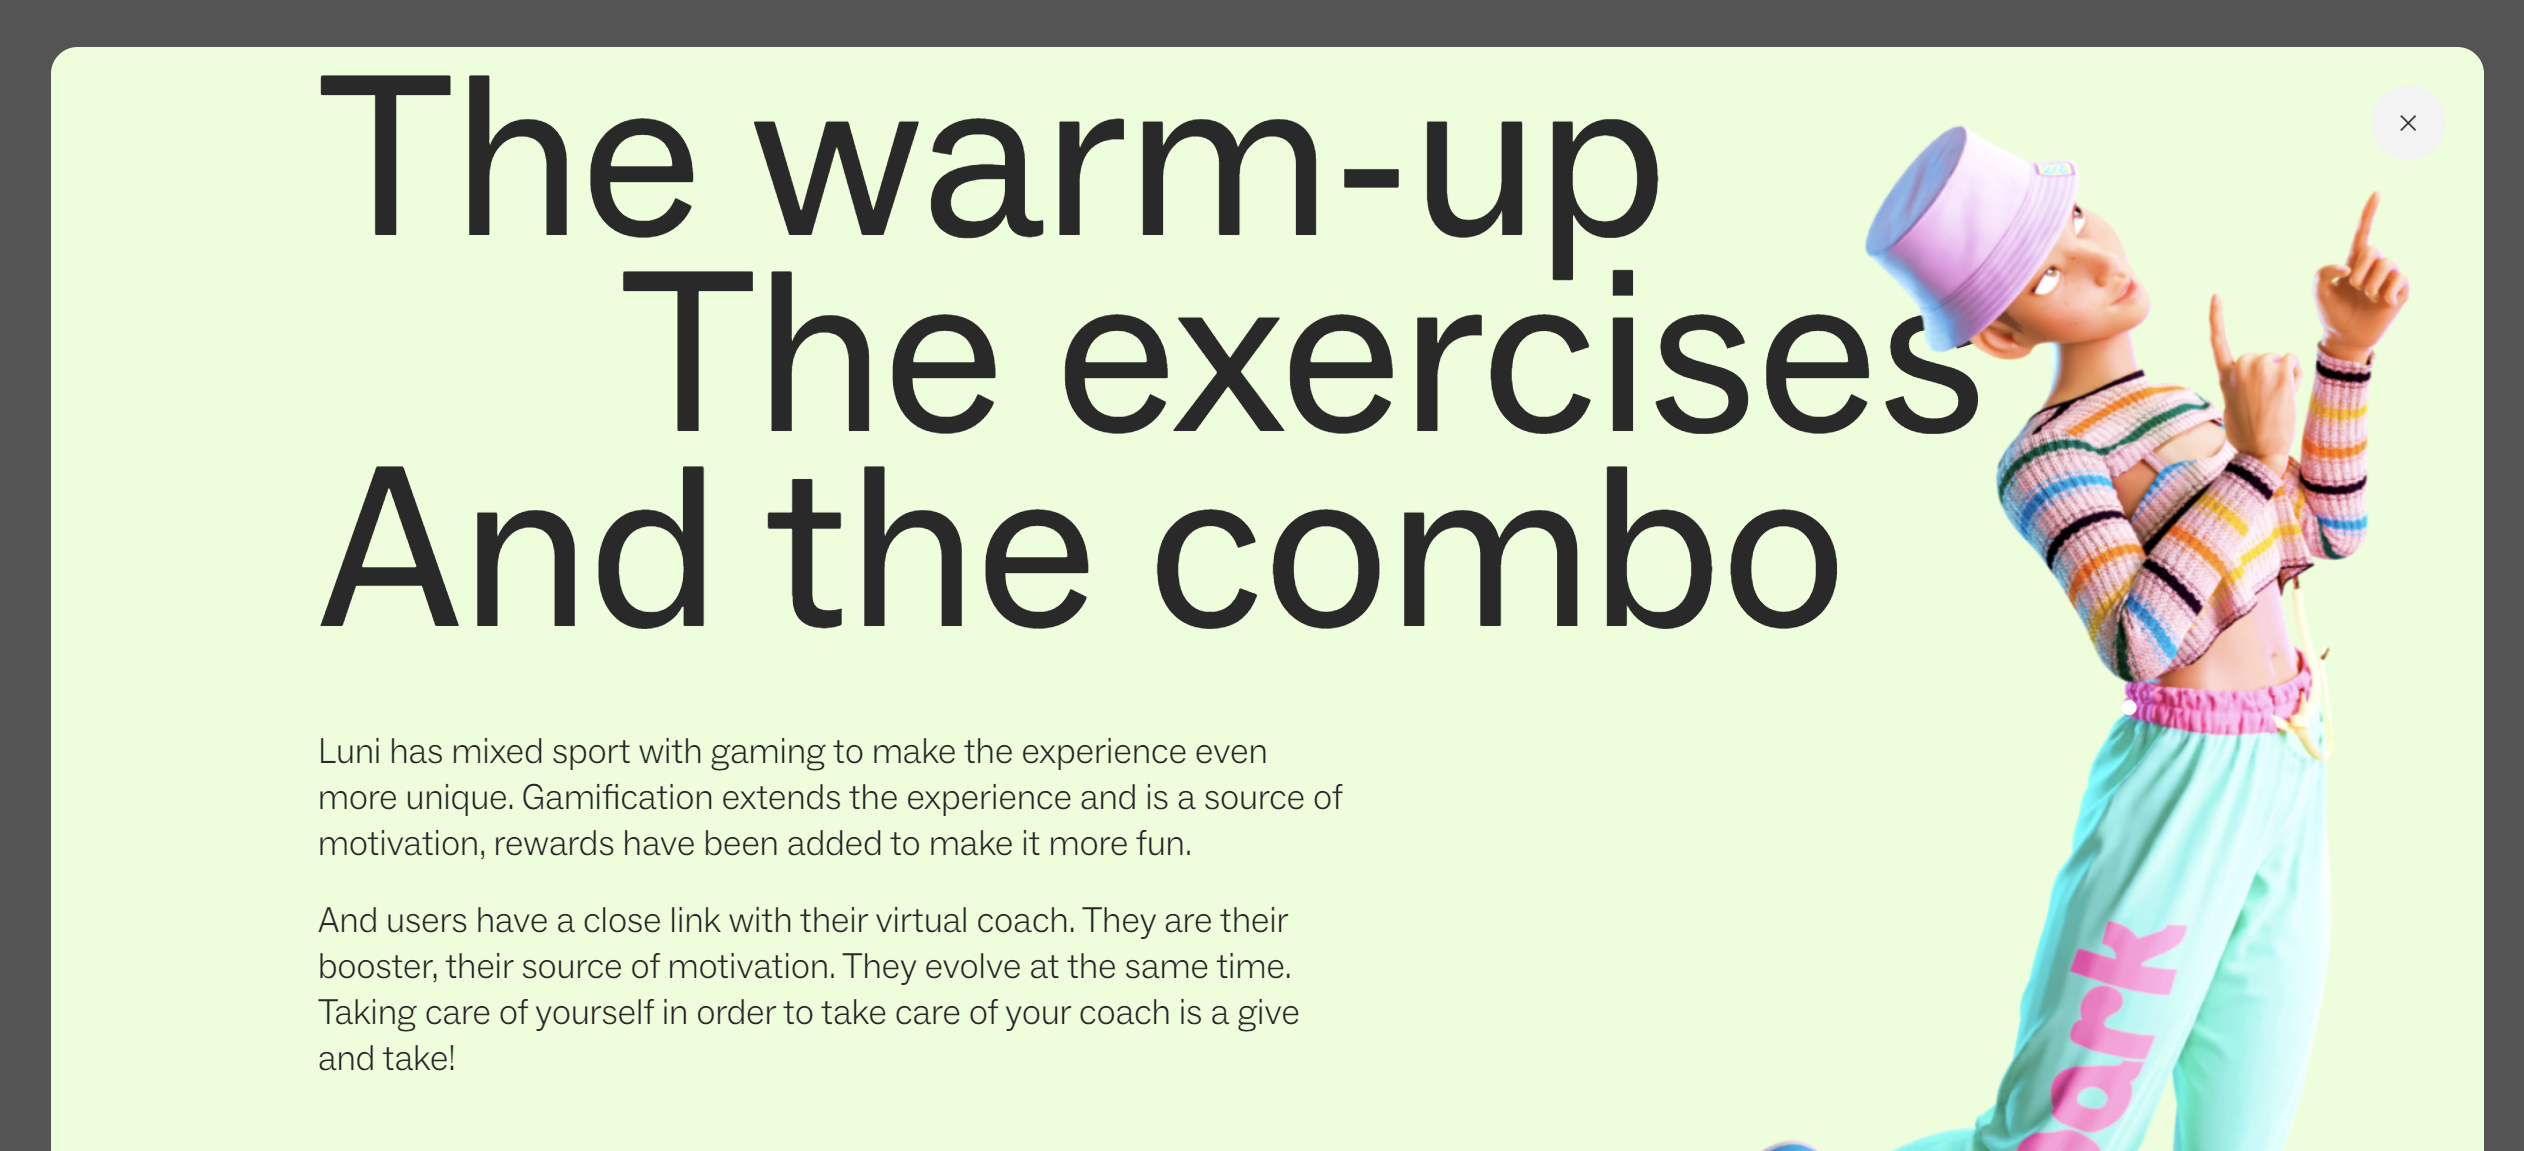 The warm-up
The exercises
And the combo
Luni has mixed sport with gaming to make the experience even
more unique. Gamification extends the experience and is a source of
motivation, rewards have been added to make it more fun.
And users have a close link with their virtual coach. They are their
booster, their source of motivation. They evolve at the same time.
Taking care of yourself in order to take care of your coach is a give
and take!
ark